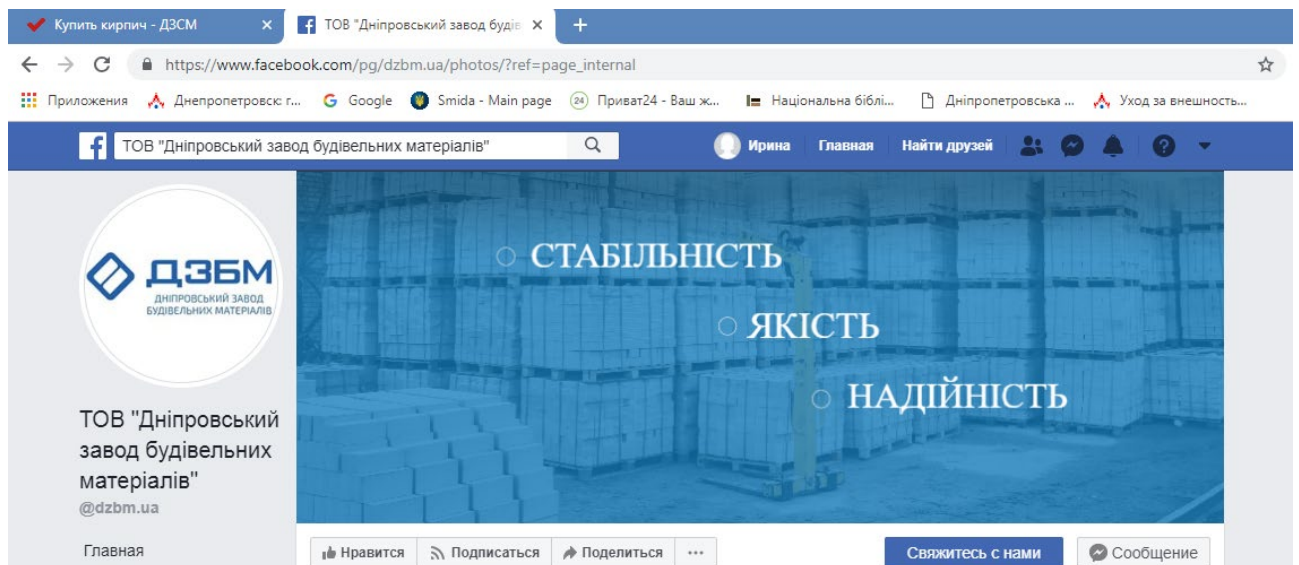 Купить кирпич - ДЗСМ
ТОВ "Дніпровський завод буді
https://www.facebook.com/pg/dzbm.ua/photos/?ref=page_internal
Приложения Днепропетровск: г... Google Smida - Main page 24 Приват24 - Ваш ж... Національна біблі... Дніпропетровська ... Уход за внешность...
ТОВ "Дніпровський завод будівельних матеріалів" Ирина Главная Найти друзей
СТАБІЛЬНІСТЬ
ЯКІСТЬ
НАДІЙНІСТЬ
ДЗБМ
ДНІПРОВСЬКИЙ ЗАВОД
БУДІВЕЛЬНИХ МАТЕРІАЛІВ
ТОВ "Дніпровський
завод будівельних
матеріалів"
@dzbm.ua
Главная
Нравится Подписаться Поделиться ... Свяжитесь с нами Сообщение